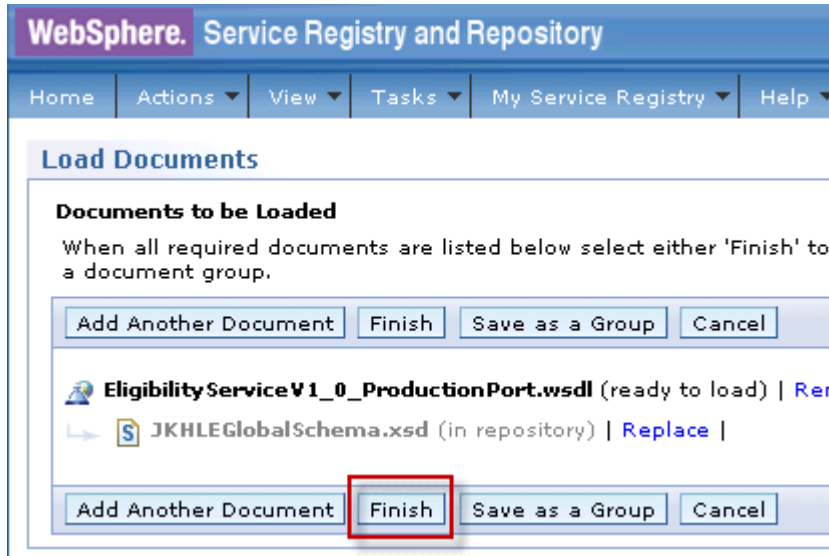 WebSphere. Service Registry and Repository
Home Actions View Tasks My Service Registry Help
Load Documents
Documents to be Loaded
When all required documents are listed below select either 'Finish' to
a document group.
Add Another Document Finish Save as a Group Cancel
EligibilityServiceV1_0_ProductionPort.wsdl (ready to load) |
JKHLEGlobalSchema.xsd (in repository) | Replace |
Add Another Document Finish Save as a Group Cancel